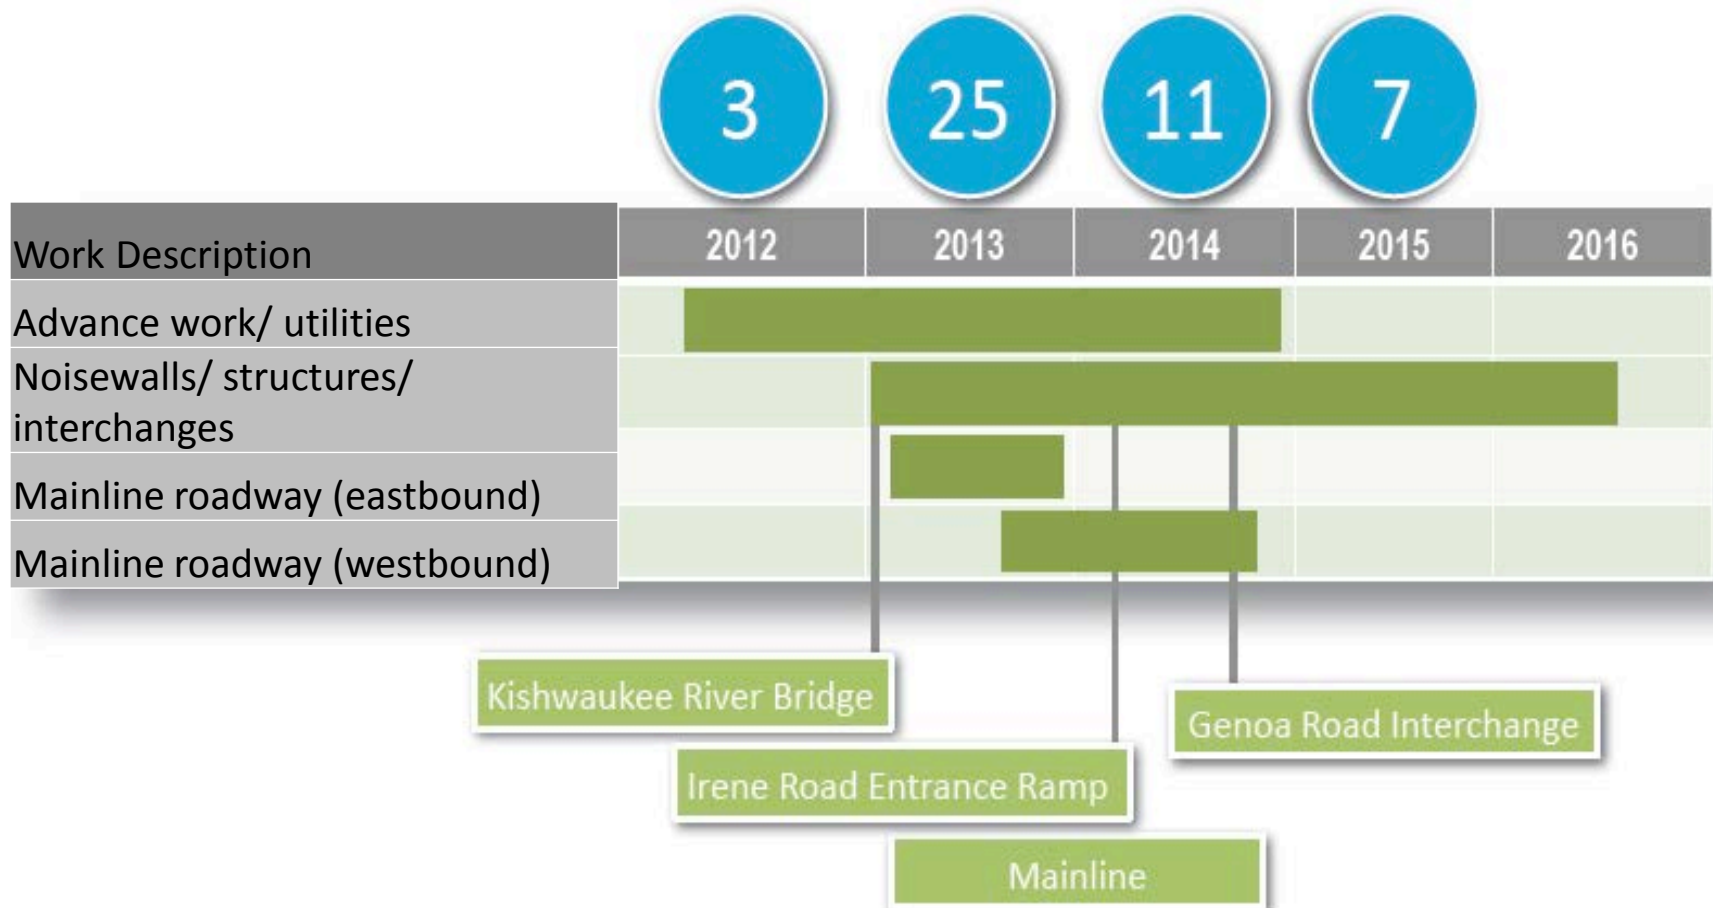 3 25 11 7
Work Description 2012 2013 2014 2015 2016
Advance work/ utilities
Noisewalls/ structures/
interchanges
Mainline roadway (eastbound)
Mainline roadway (westbound)
Kishwaukee River Bridge
Genoa Road Interchange
Irene Road Entrance Ramp
Mainline